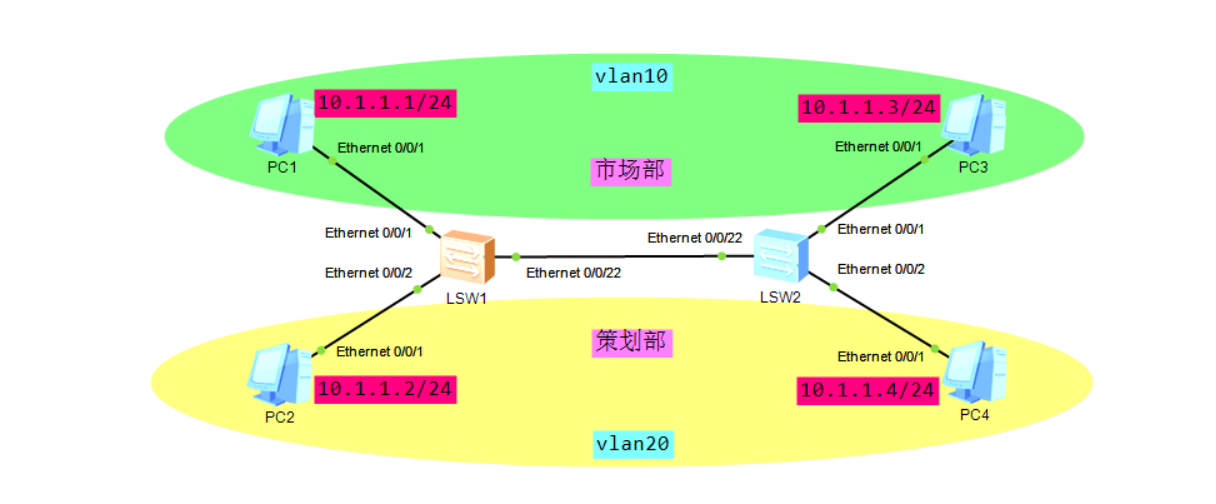 vlan10
10.1.1.1/24
10.1.1.3/24
Ethernet 0/0/1
Ethernet 0/0/1
PC1
市场部
PC3
Ethernet 0/0/1
Ethernet 0/0/22
Ethernet 0/0/1
Ethernet 0/0/2
Ethernet 0/0/22
Ethernet 0/0/2
LSW1
LSW2
策划部
Ethernet 0/0/1
Ethernet 0/0/1
10.1.1.2/24
10.1.1.4/24
PC2
PC4
vlan20